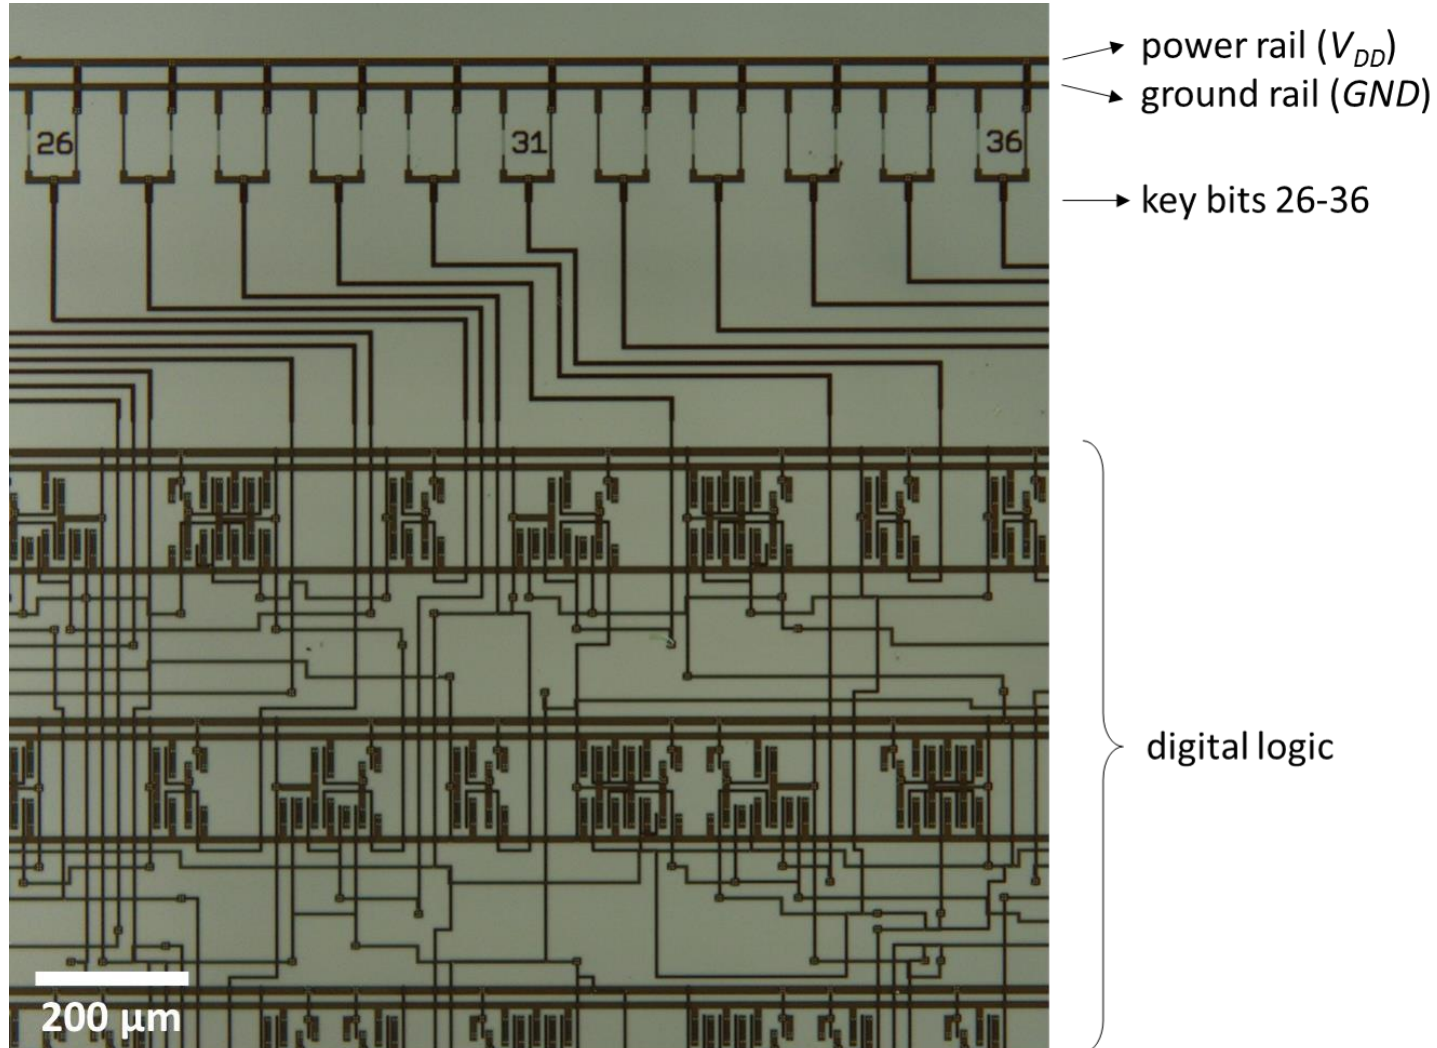 power rail (VDD)
ground rail (GND)
26 31 36
key bits 26-36
digital logic
200 µm